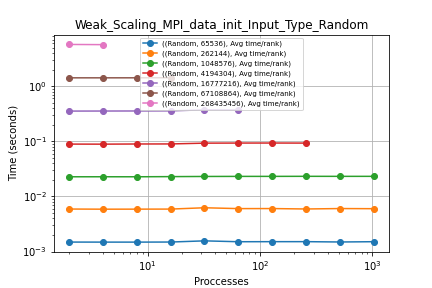 Weak_Scaling_MPI_data_init_Input_Type_Random
((Random, 65536), Avg time/rank)
((Random, 262144), Avg time/rank)
((Random, 1048576), Avg time/rank)
((Random, 4194304), Avg time/rank)
((Random, 16777216), Avg time/rank)
((Random, 67108864), Avg time/rank)
((Random, 268435456), Avg time/rank)
Time (seconds)
10⁰
10⁻¹
10⁻²
10⁻³
10¹
10²
10³
Proccesses